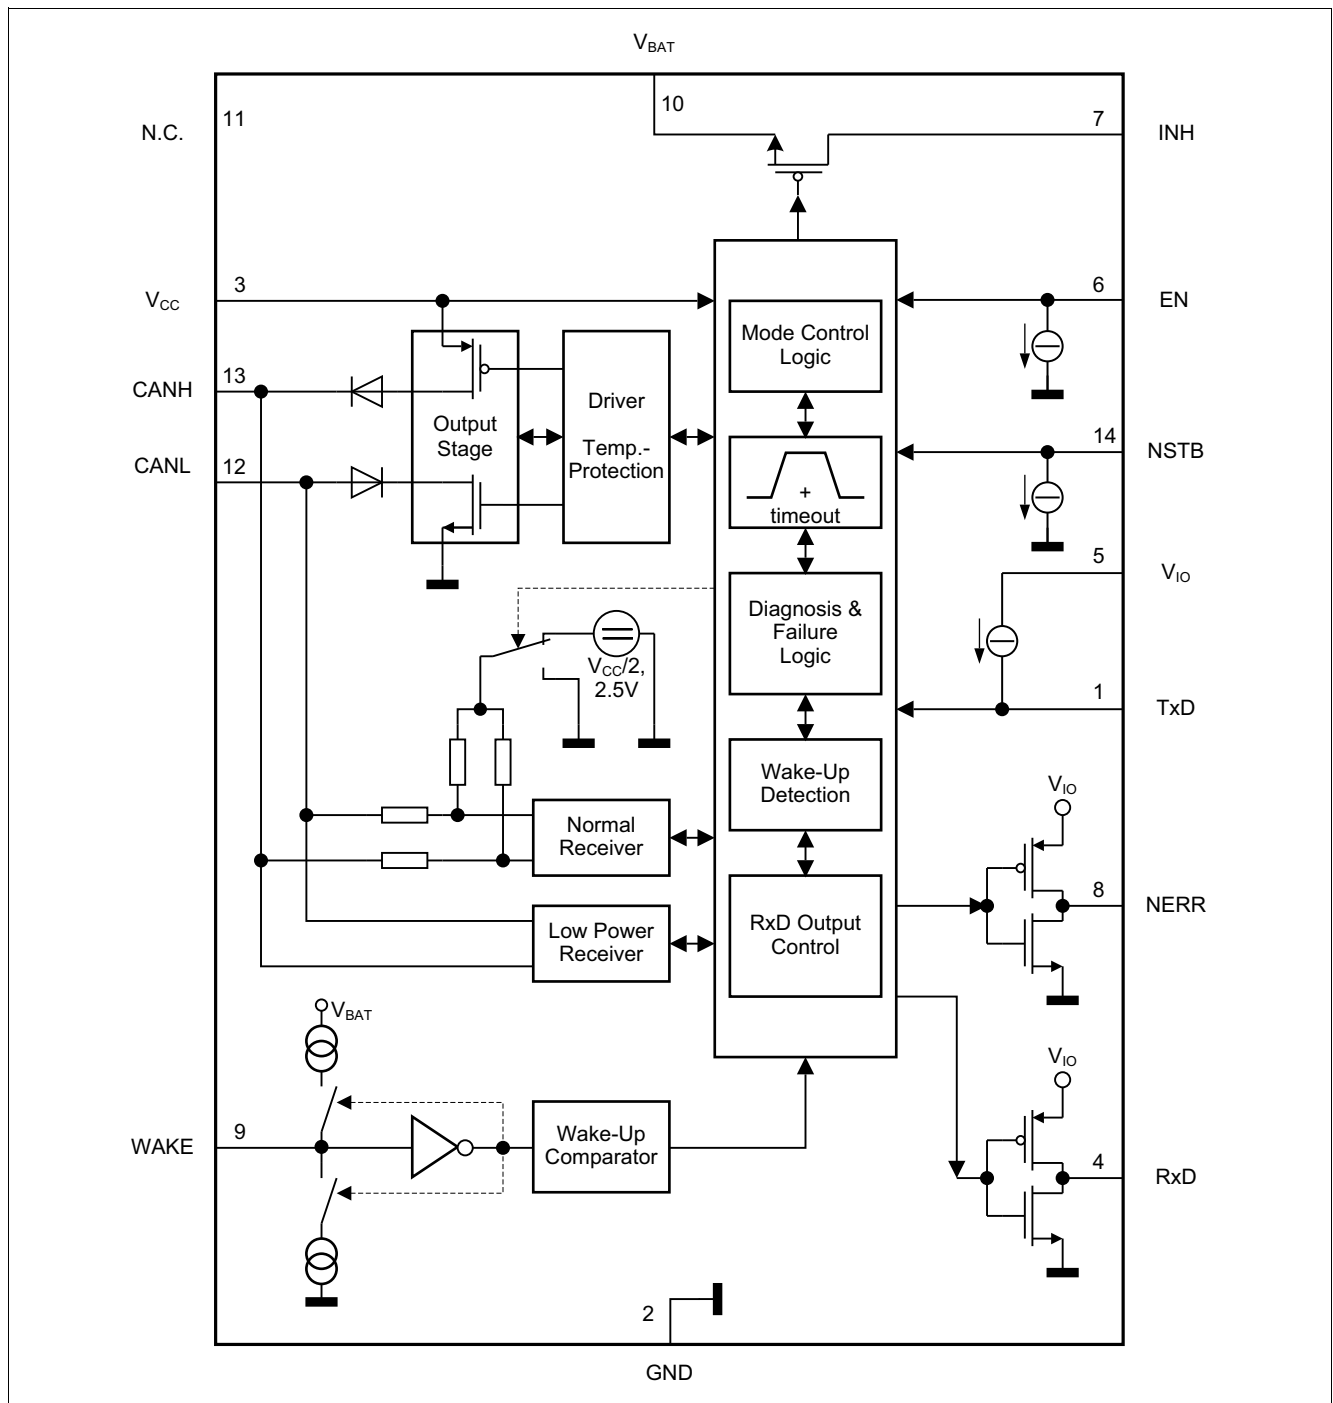 VBAT
10
7
INH
N.C.
11
VCC
3
6
EN
Mode Control
Logic
CANH
13
Driver
Temp.-
Protection
Output
Stage
CANL
12
14
NSTB
+
timeout
5
VIO
Diagnosis &
Failure
Logic
VCC/2,
2.5V
1
TxD
Wake-Up
Detection
VIO
Normal
Receiver
8
NERR
RxD Output
Control
Low Power
Receiver
VBAT
VIO
WAKE
9
Wake-Up
Comparator
4
RxD
2
GND